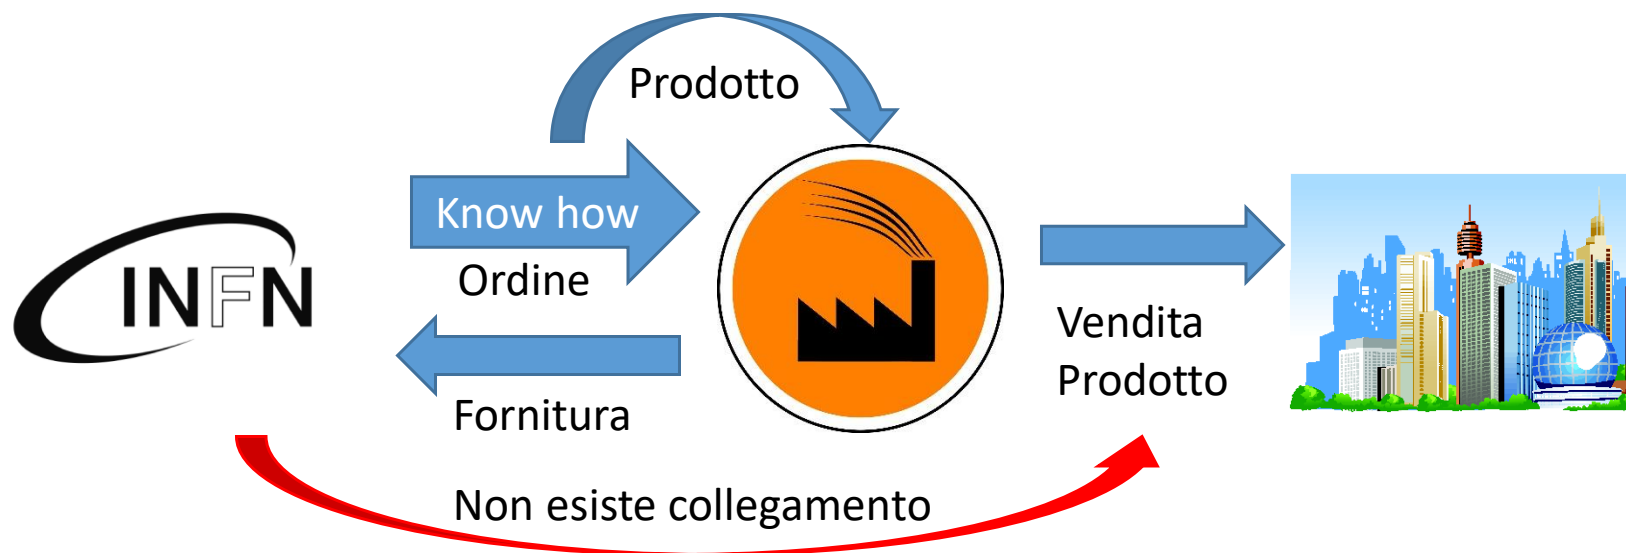 Prodotto
Know how
Ordine
INFN
Fornitura
Vendita
Prodotto
Non esiste collegamento